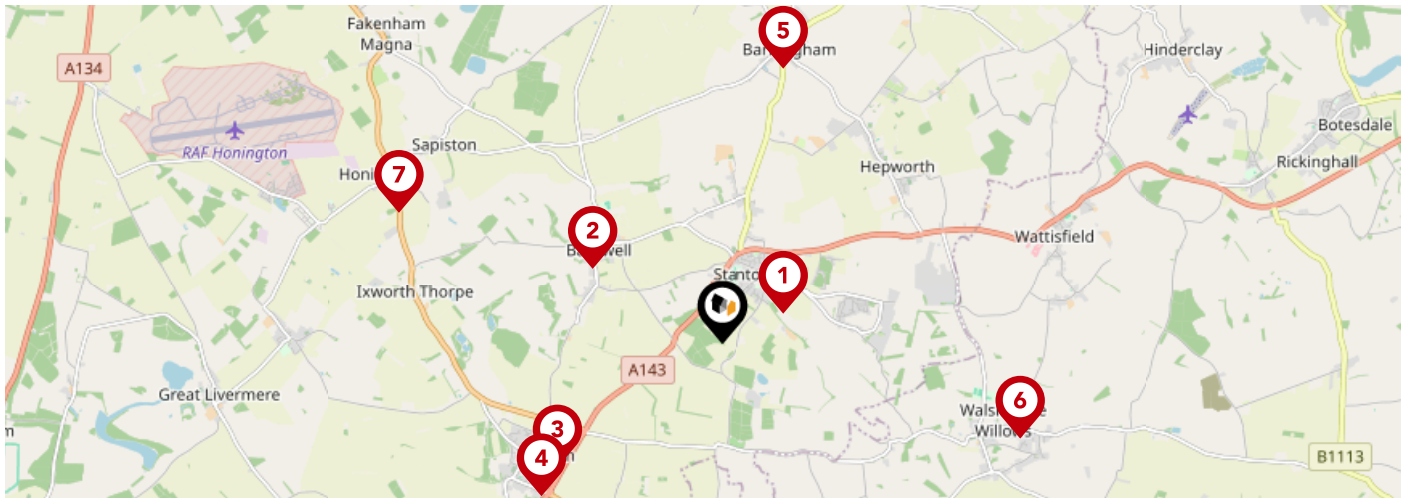 Fakenham
Magna
5
Hinderclay
A134
Botesdale
RAF Honington
Sapiston
Rickinghall
Hepworth
7
2
Wattisfield
1
Ixworth Thorpe
A143
Great Livermere
6
3
4
B1113